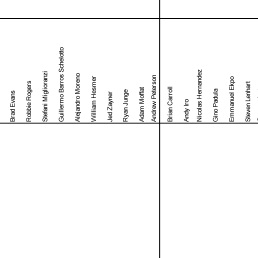 Brad Evans
Robbie Rogers
Stefani Miglioranzi
Guillermo Barros Schelotto
Alejandro Moreno
William Hesmer
Jed Zayner
Ryan Junge
Adam Moffat
Andrew Peterson
Brian Carroll
Andy Iro
Nicolas Hernandez
Gino Padula
Emmanuel Ekpo
Steven Lenhart